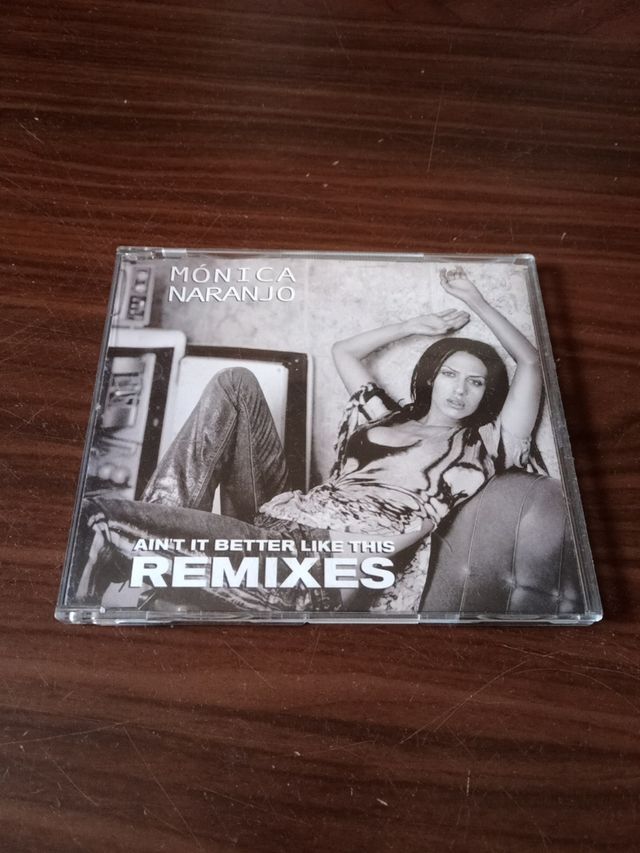 MÓNICA
NARANJO
AIN'T IT BETTER LIKE THIS
REMIXES